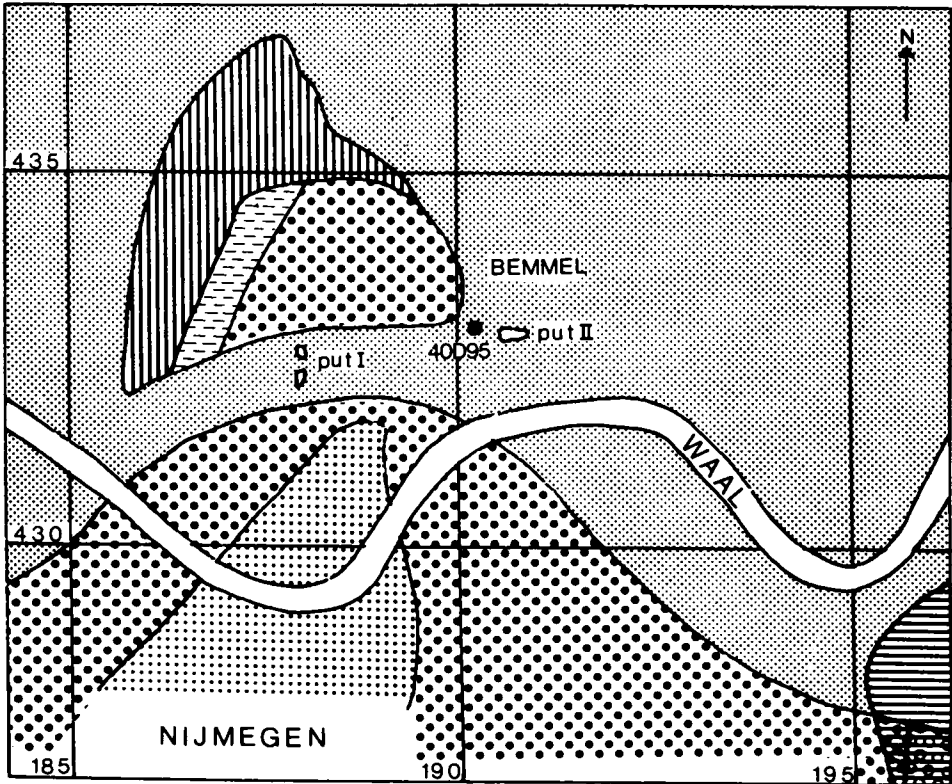 N
435
BEMMEL
put I
40D95
put II
WAAL
430
NIJMEGEN
185
190
195